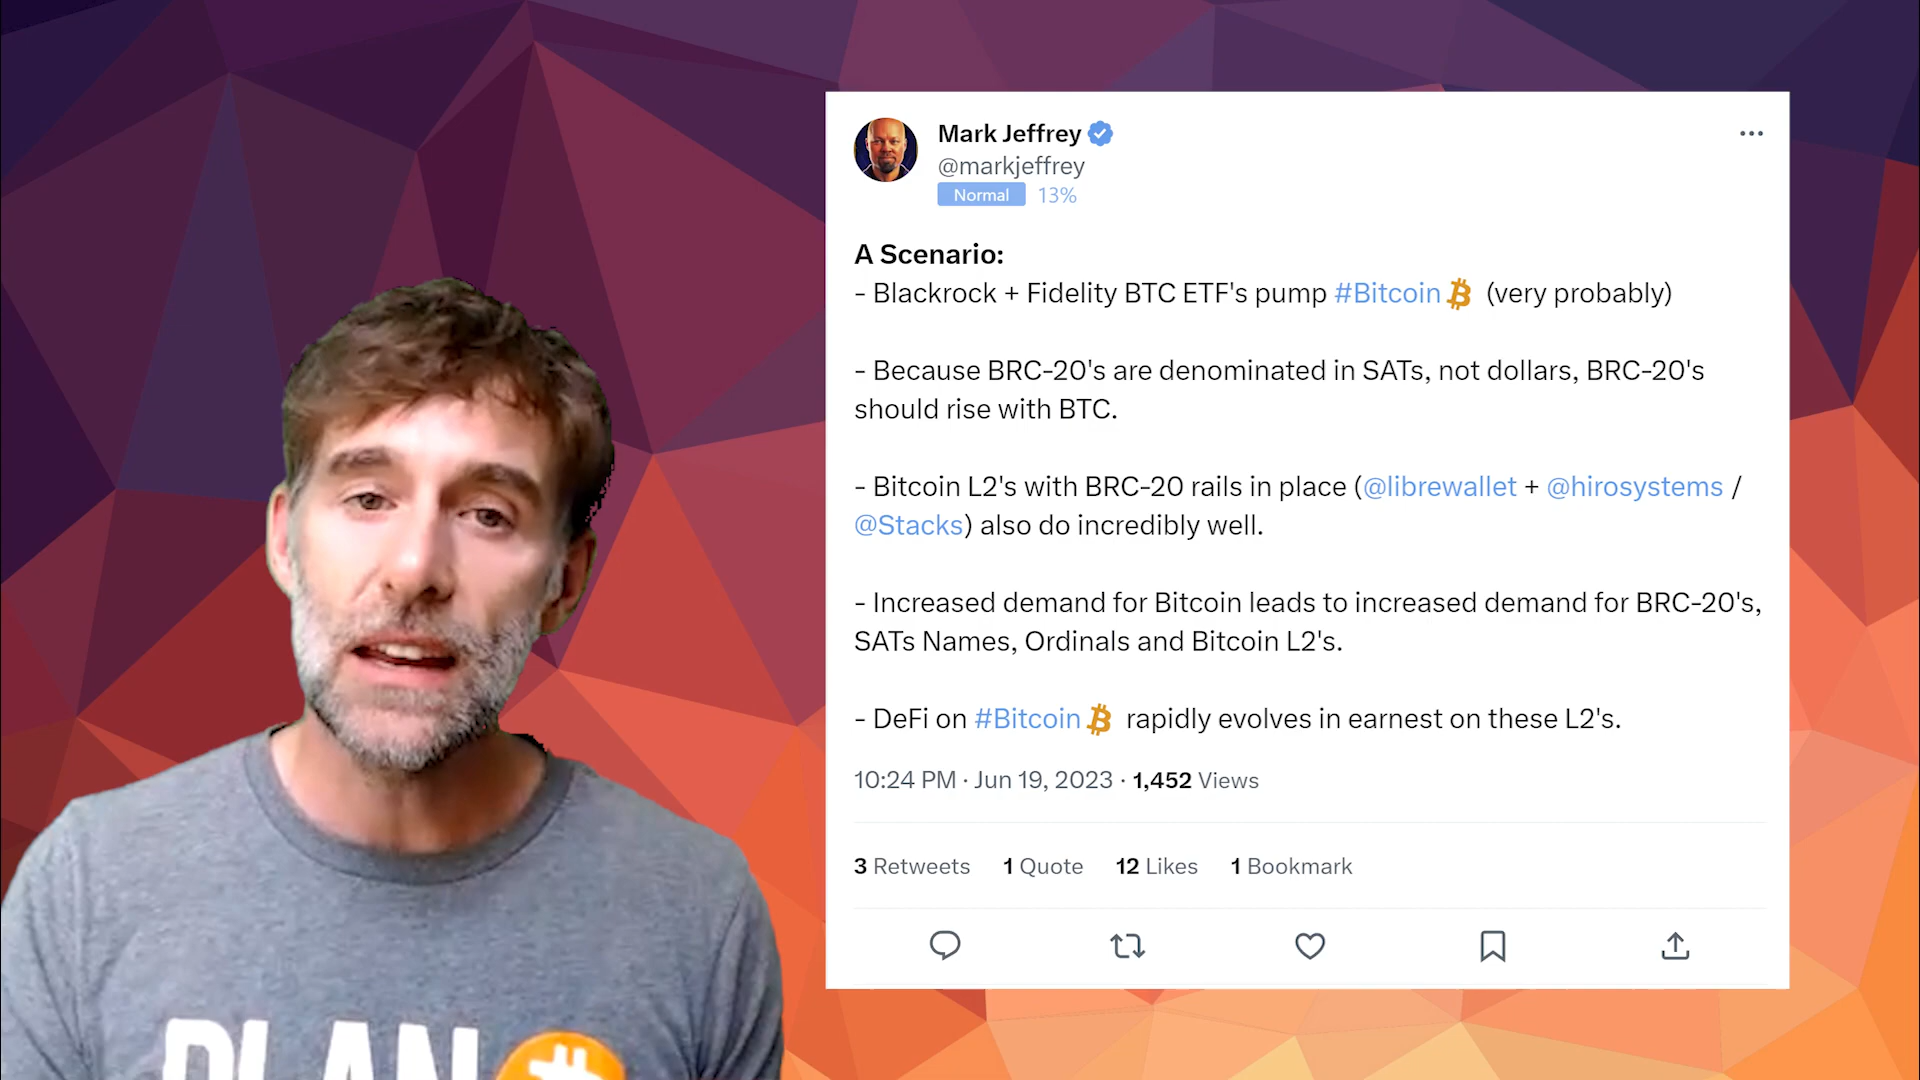 Mark Jeffrey
@markjeffrey
Normal 13%
A Scenario:
- Blackrock + Fidelity BTC ETF's pump #Bitcoin (very probably)
- Because BRC-20's are denominated in SATs, not dollars, BRC-20's
should rise with BTC.
- Bitcoin L2's with BRC-20 rails in place (@librewallet + @hirosystems /
@Stacks) also do incredibly well.
- Increased demand for Bitcoin leads to increased demand for BRC-20's,
SATs Names, Ordinals and Bitcoin L2's.
- DeFi on #Bitcoin rapidly evolves in earnest on these L2's.
10:24 PM · Jun 19, 2023 · 1,452 Views
3 Retweets 1 Quote 12 Likes 1 Bookmark
PLAN